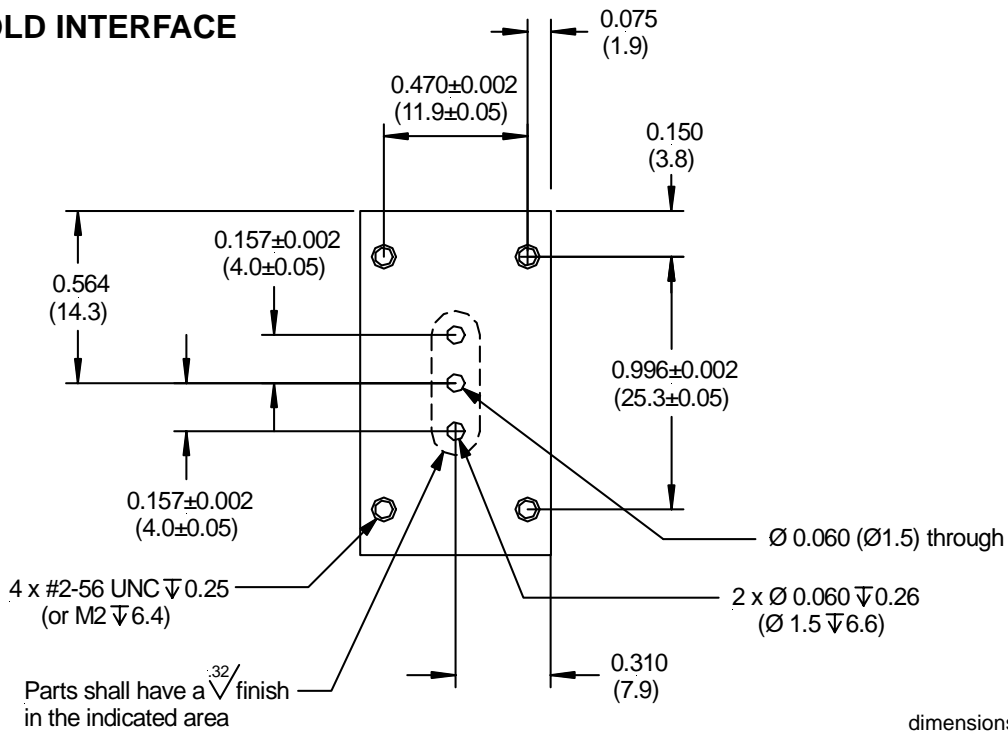 OLD INTERFACE
0.075
(1.9)
0.470±0.002
(11.9±0.05)
0.150
(3.8)
0.157±0.002
(4.0±0.05)
0.564
(14.3)
0.996±0.002
(25.3±0.05)
0.157±0.002
(4.0±0.05)
Ø 0.060 (Ø1.5) through
4 x #2-56 UNC ↧ 0.25
(or M2 ↧ 6.4)
2 x Ø 0.060 ↧ 0.26
(Ø 1.5 ↧ 6.6)
0.310
(7.9)
Parts shall have a .32 √ finish
in the indicated area
dimensions